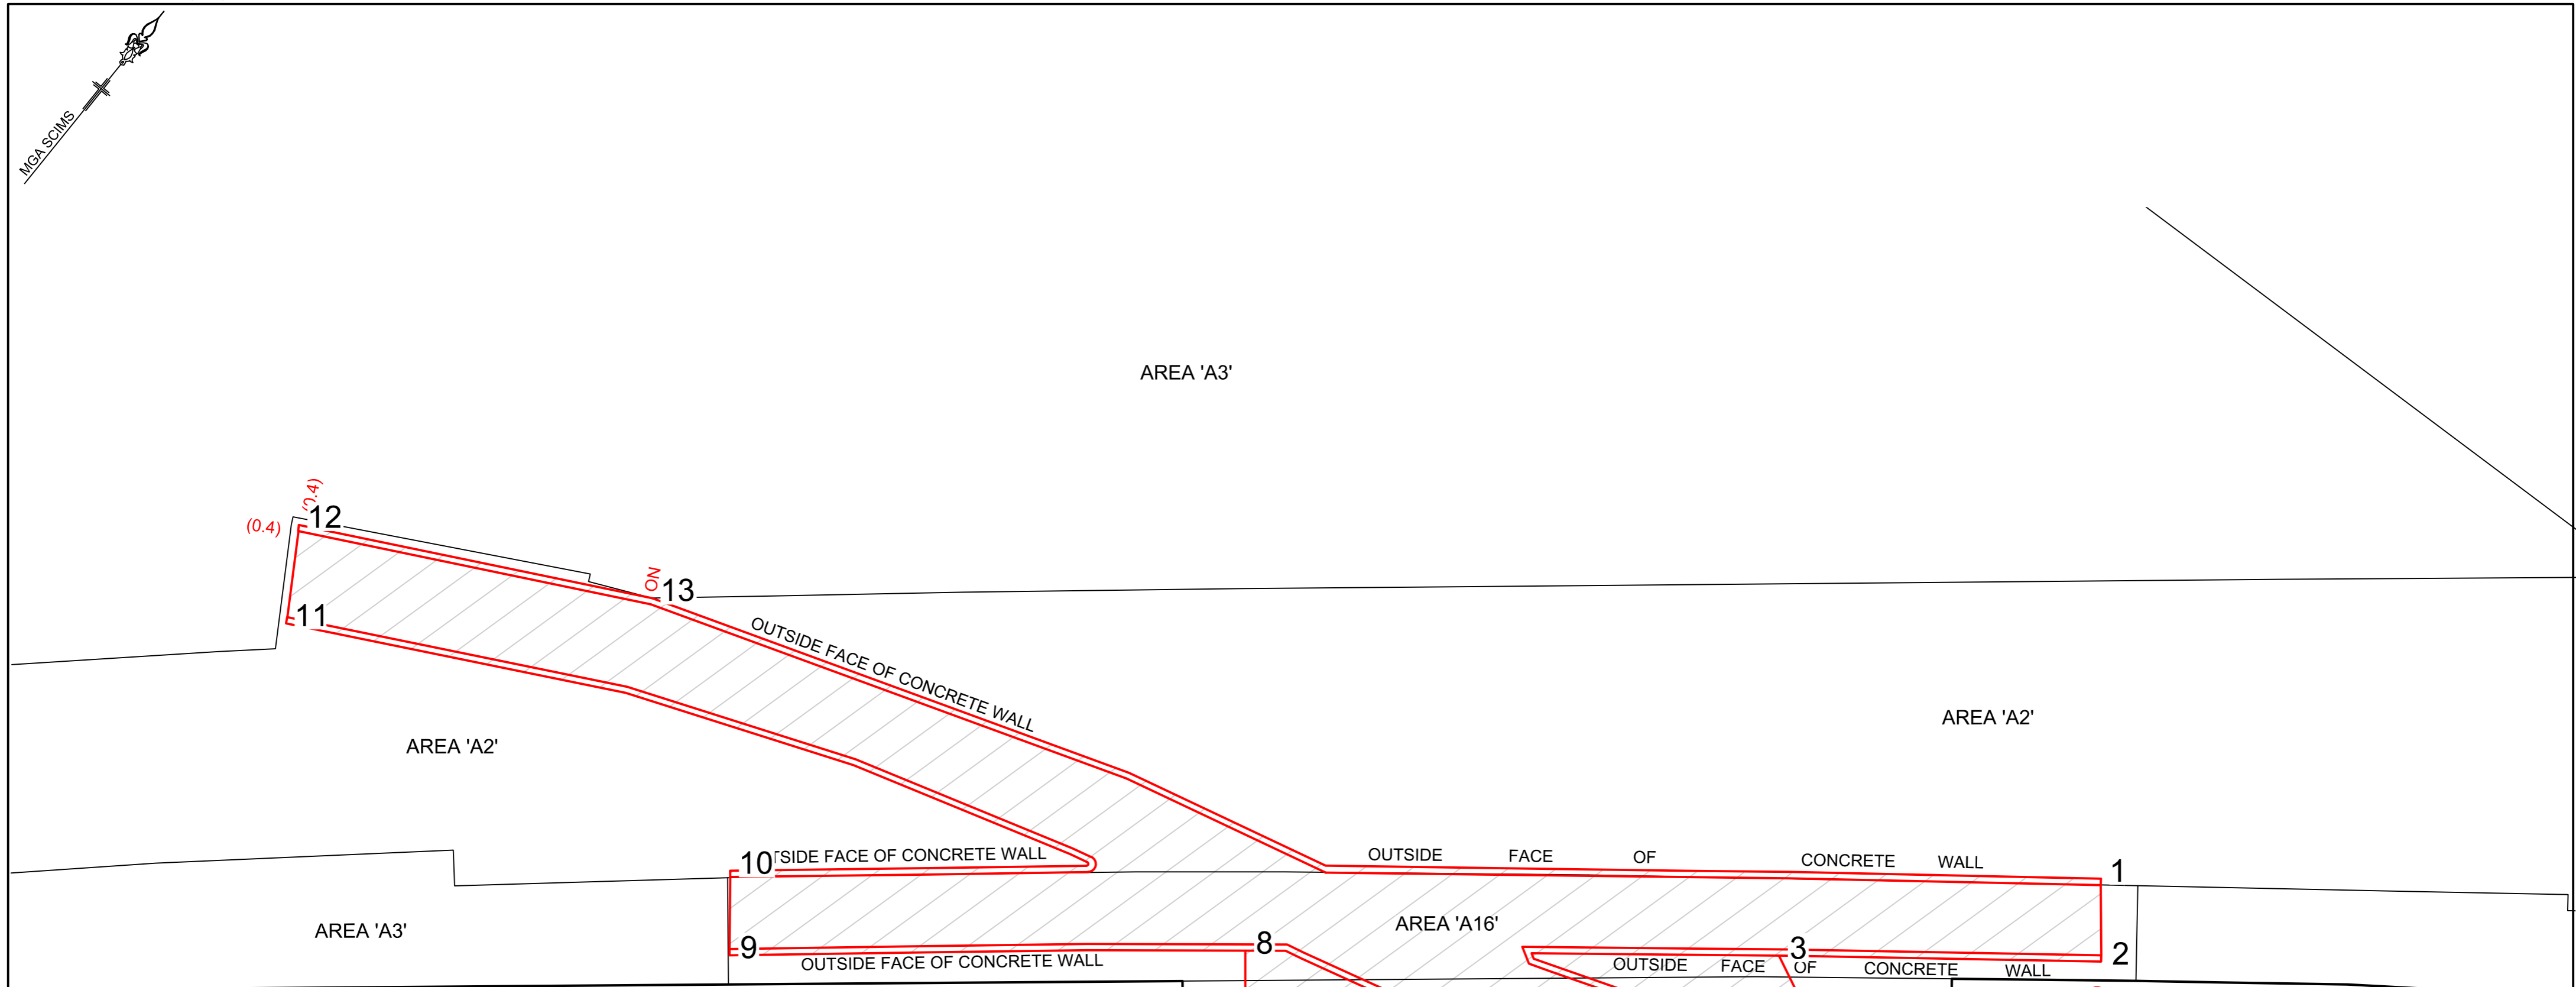 MGA SCIMS
AREA 'A3'
(0.4)
(0.4)
12
ON
13
11
OUTSIDE FACE OF CONCRETE WALL
AREA 'A2'
AREA 'A2'
10
TSIDE FACE OF CONCRETE WALL
OUTSIDE FACE OF CONCRETE WALL
1
AREA 'A3'
AREA 'A16'
9
8
3
2
OUTSIDE FACE OF CONCRETE WALL
OUTSIDE FACE OF CONCRETE WALL